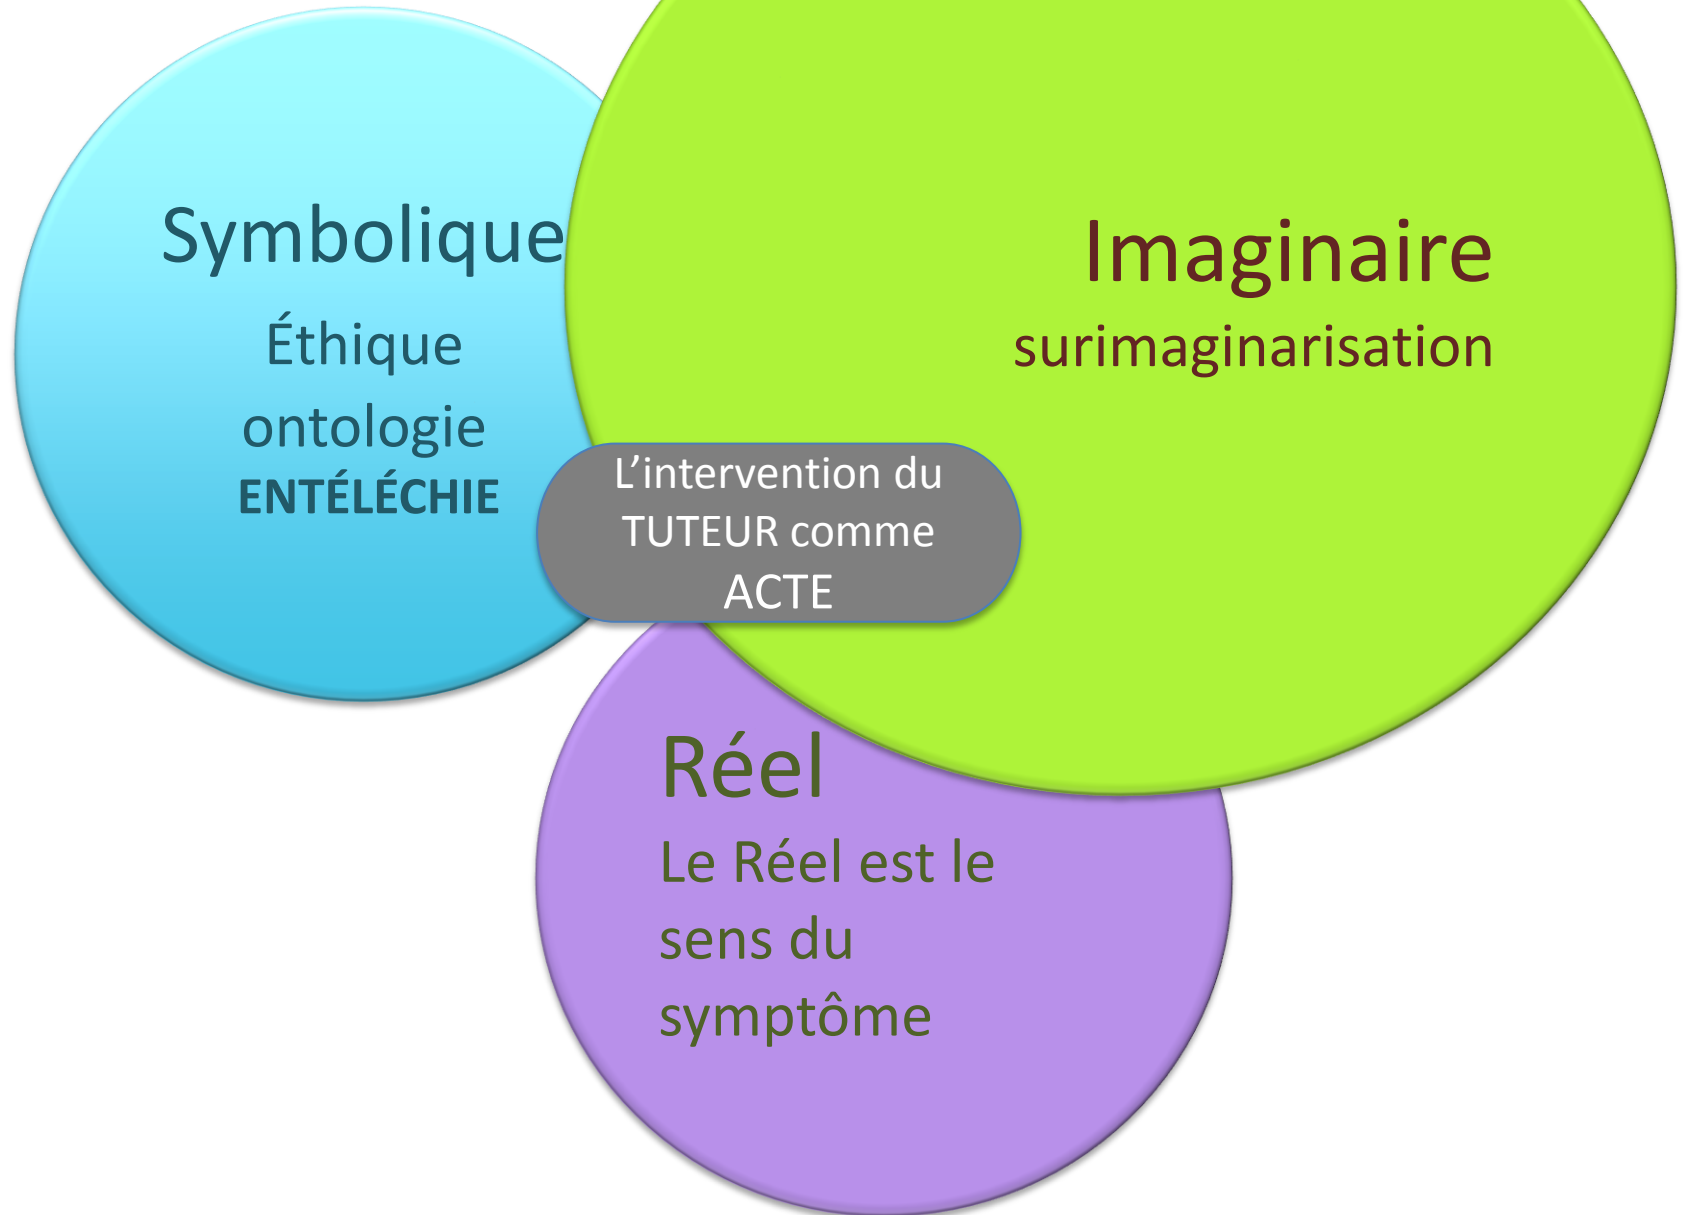 Symbolique
Éthique
ontologie
ENTÉLÉCHIE
Imaginaire
surimaginarisation
L’intervention du
TUTEUR comme
ACTE
Réel
Le Réel est le
sens du
symptôme